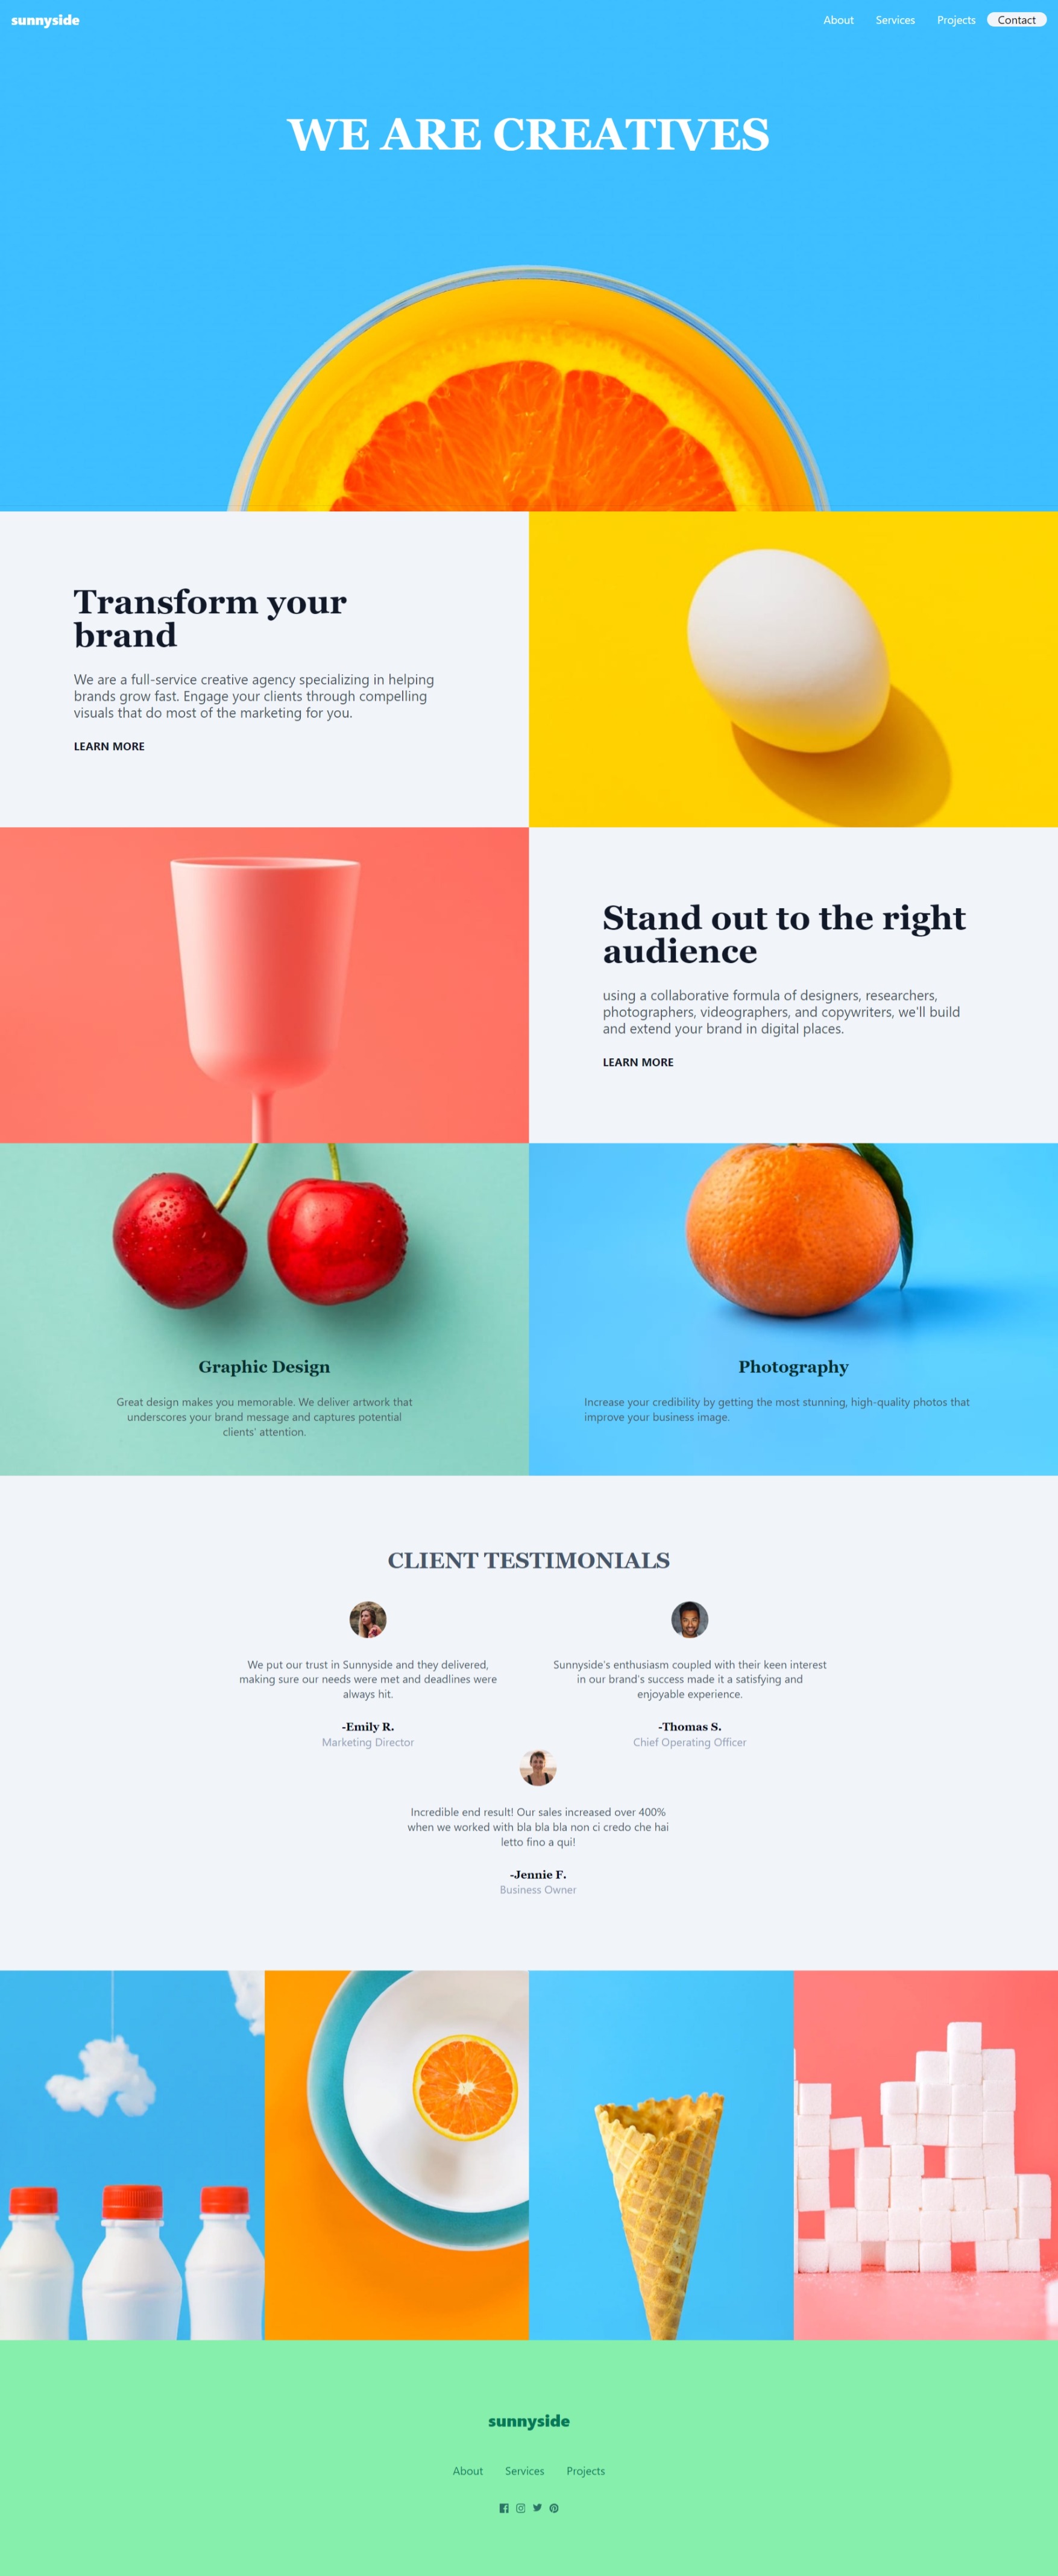 sunnyside
About Services Projects Contact
WE ARE CREATIVES
Transform your
brand
We are a full-service creative agency specializing in helping
brands grow fast. Engage your clients through compelling
visuals that do most of the marketing for you.
LEARN MORE
Stand out to the right
audience
using a collaborative formula of designers, researchers,
photographers, videographers, and copywriters, we'll build
and extend your brand in digital places.
LEARN MORE
Graphic Design
Great design makes you memorable. We deliver artwork that
underscores your brand message and captures potential
clients' attention.
Photography
Increase your credibility by getting the most stunning, high-quality photos that
improve your business image.
CLIENT TESTIMONIALS
We put our trust in Sunnyside and they delivered,
making sure our needs were met and deadlines were
always hit.
-Emily R.
Marketing Director
Sunnyside's enthusiasm coupled with their keen interest
in our brand's success made it a satisfying and
enjoyable experience.
-Thomas S.
Chief Operating Officer
Incredible end result! Our sales increased over 400%
when we worked with bla bla bla non ci credo che hai
letto fino a qui!
-Jennie F.
Business Owner
sunnyside
About Services Projects